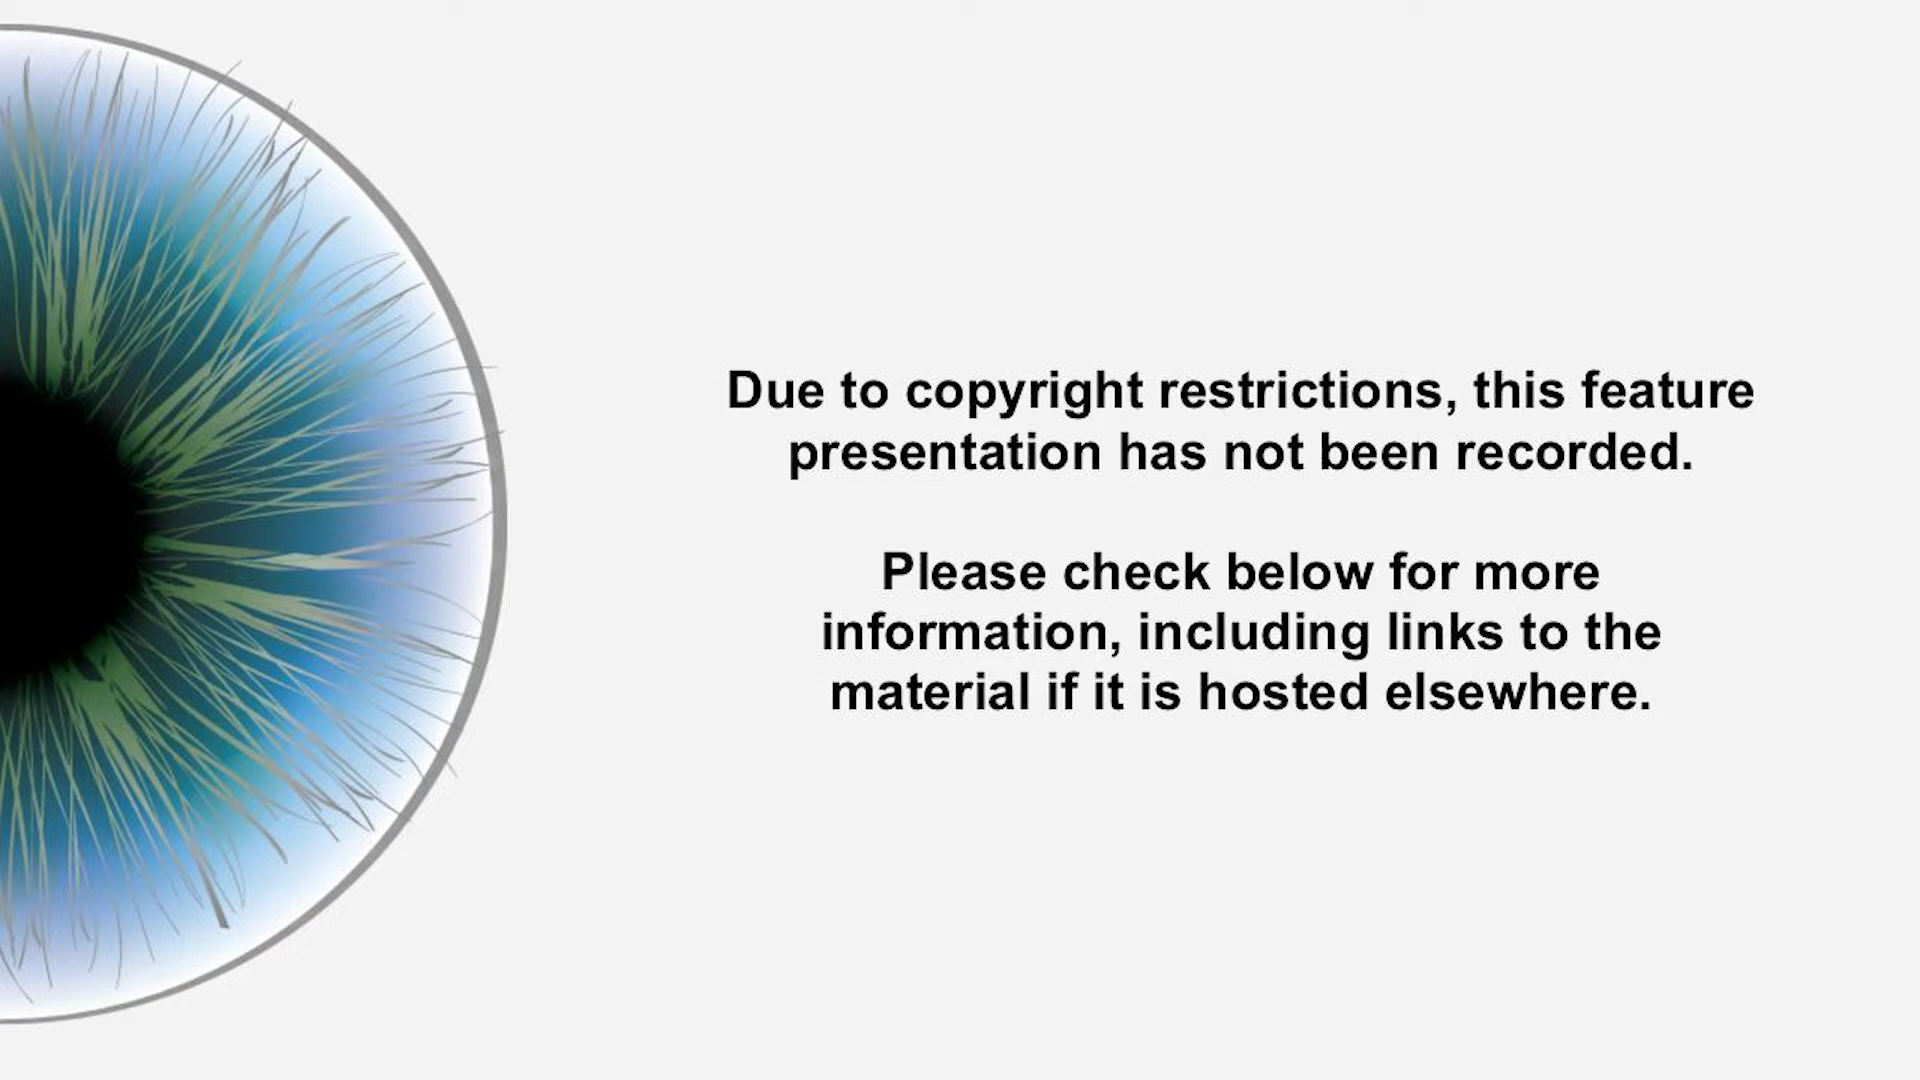 Due to copyright restrictions, this feature
presentation has not been recorded.
Please check below for more
information, including links to the
material if it is hosted elsewhere.